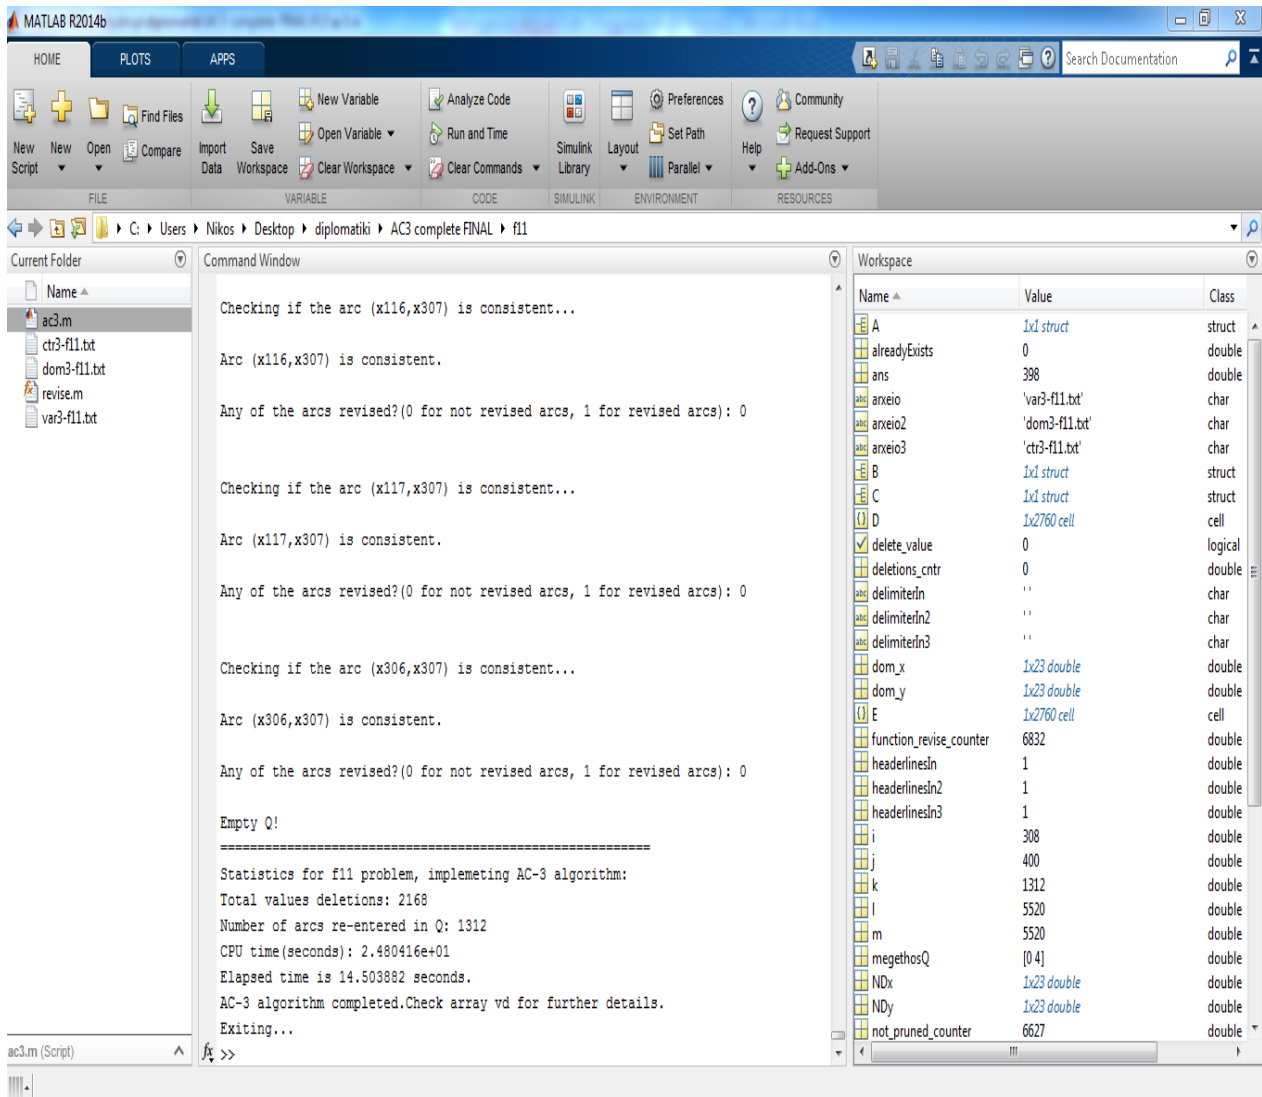 MATLAB R2014b
HOME PLOTS APPS
Search Documentation
New Script
New
Open
Find Files
Compare
FILE
Import Data
Save Workspace
New Variable
Open Variable
Clear Workspace
VARIABLE
Analyze Code
Run and Time
Clear Commands
CODE
Simulink Library
SIMULINK
Layout
Preferences
Set Path
Parallel
ENVIRONMENT
Help
Community
Request Support
Add-Ons
RESOURCES
C: Users Nikos Desktop diplomatiki AC3 complete FINAL f11
Current Folder
Name
ac3.m
ctr3-f11.txt
dom3-f11.txt
revise.m
var3-f11.txt
ac3.m (Script)
Command Window
Checking if the arc (x116,x307) is consistent...
Arc (x116,x307) is consistent.
Any of the arcs revised?(0 for not revised arcs, 1 for revised arcs): 0
Checking if the arc (x117,x307) is consistent...
Arc (x117,x307) is consistent.
Any of the arcs revised?(0 for not revised arcs, 1 for revised arcs): 0
Checking if the arc (x306,x307) is consistent...
Arc (x306,x307) is consistent.
Any of the arcs revised?(0 for not revised arcs, 1 for revised arcs): 0
Empty Q!
==========================================================
Statistics for f11 problem, implemeting AC-3 algorithm:
Total values deletions: 2168
Number of arcs re-entered in Q: 1312
CPU time(seconds): 2.480416e+01
Elapsed time is 14.503882 seconds.
AC-3 algorithm completed.Check array vd for further details.
Exiting...
fx >>
Workspace
Name Value Class
A 1x1 struct struct
alreadyExists 0 double
ans 398 double
abc arxeio 'var3-f11.txt' char
abc arxeio2 'dom3-f11.txt' char
abc arxeio3 'ctr3-f11.txt' char
B 1x1 struct struct
C 1x1 struct struct
{} D 1x2760 cell cell
delete_value 0 logical
deletions_cntr 0 double
abc delimiterIn ' ' char
abc delimiterIn2 ' ' char
abc delimiterIn3 ' ' char
dom_x 1x23 double double
dom_y 1x23 double double
{} E 1x2760 cell cell
function_revise_counter 6832 double
headerlinesIn 1 double
headerlinesIn2 1 double
headerlinesIn3 1 double
i 308 double
j 400 double
k 1312 double
l 5520 double
m 5520 double
megethosQ [0 4] double
NDx 1x23 double double
NDy 1x23 double double
not_pruned_counter 6627 double